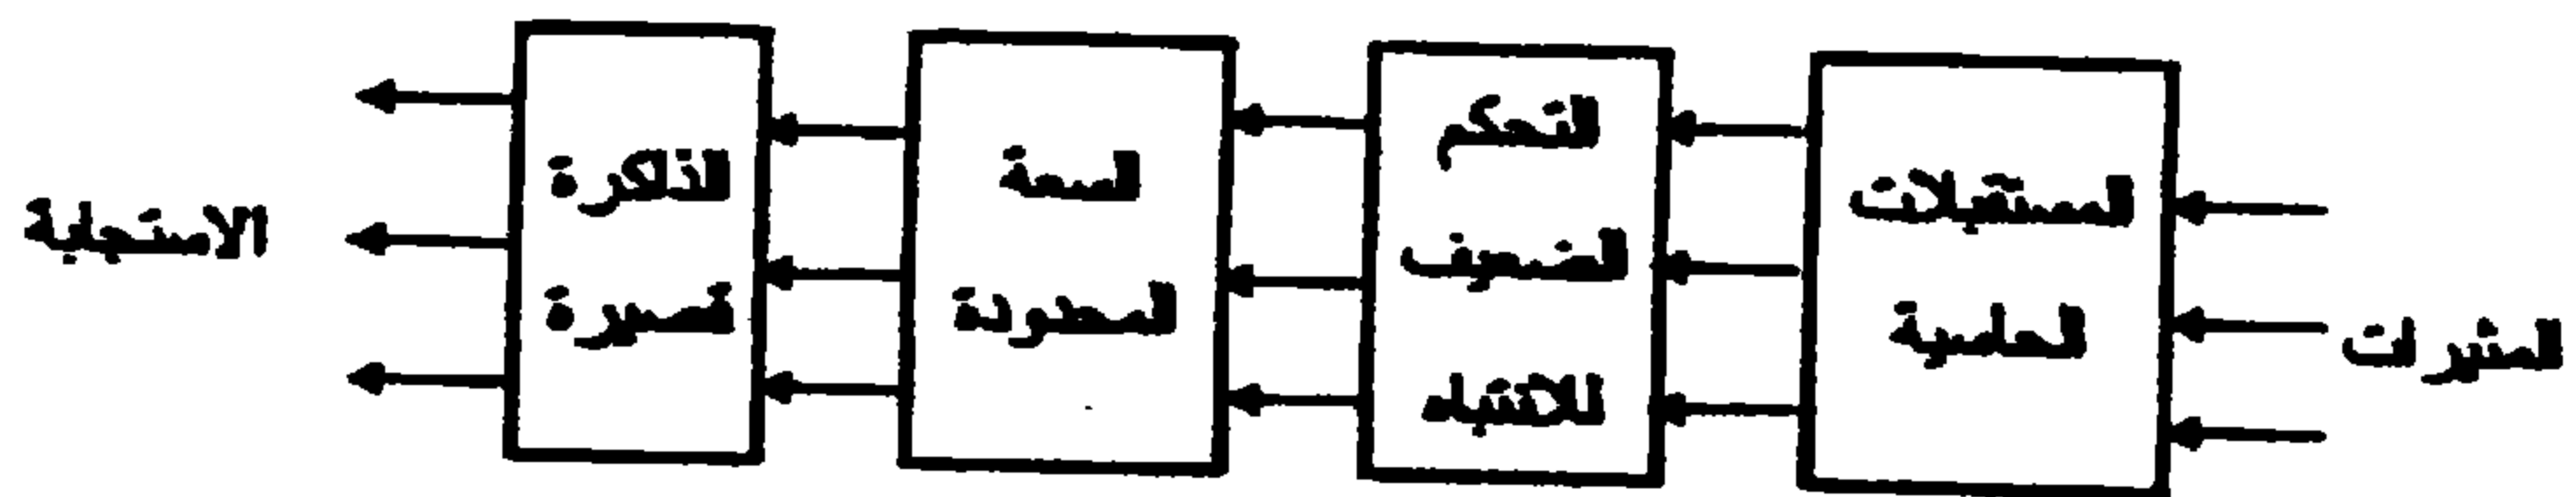 المثيرات
المستقبلات
الحاسية
التحكم
الضعيف
للانتباه
السعة
المحدودة
الذاكرة
قصيرة
الاستجابة